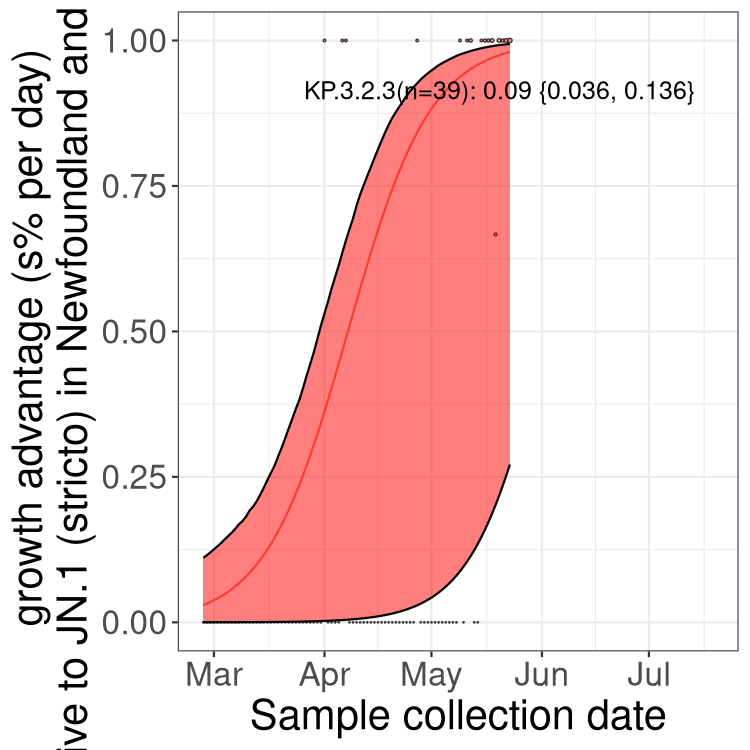 growth advantage (s% per day)
ive to JN.1 (stricto) in Newfoundland and
1.00
0.75
0.50
0.25
0.00
KP.3.2.3(n=39): 0.09 {0.036, 0.136}
Mar Apr May Jun Jul
Sample collection date